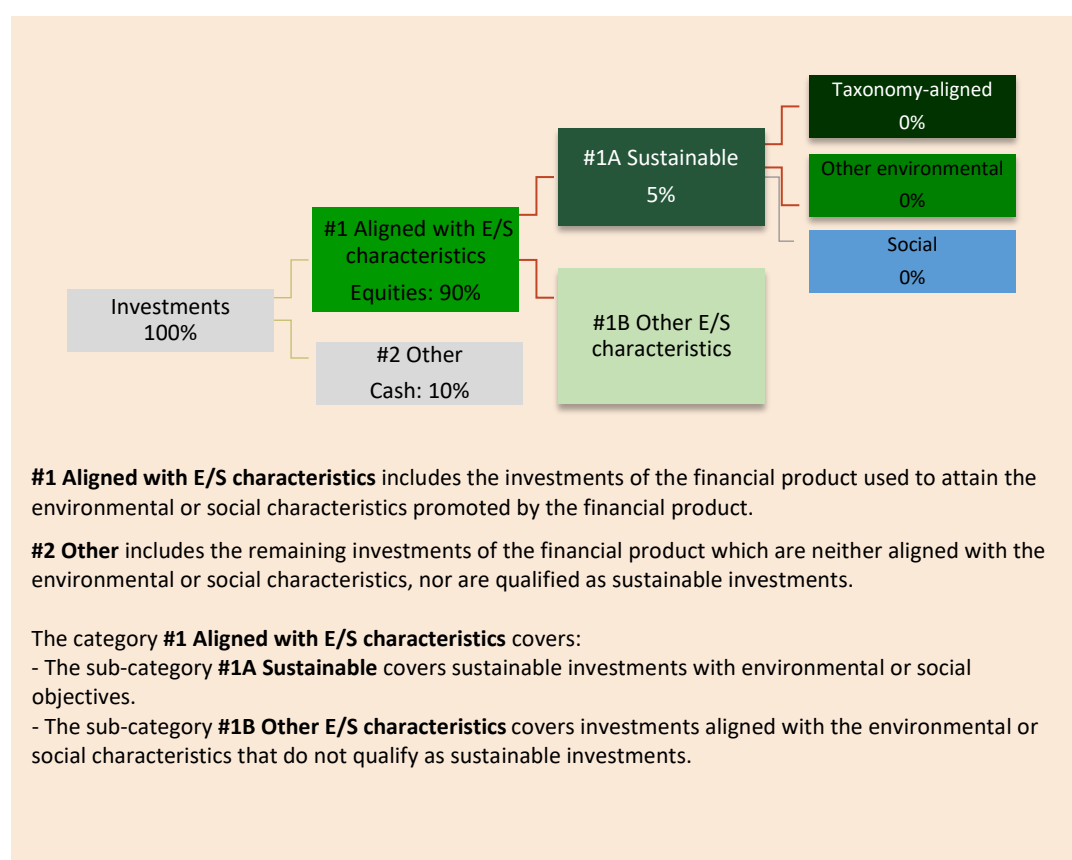 Investments
100%
#1 Aligned with E/S
characteristics
Equities: 90%
#2 Other
Cash: 10%
#1A Sustainable
5%
#1B Other E/S
characteristics
Taxonomy-aligned
0%
Other environmental
0%
Social
0%
#1 Aligned with E/S characteristics includes the investments of the financial product used to attain the
environmental or social characteristics promoted by the financial product.
#2 Other includes the remaining investments of the financial product which are neither aligned with the
environmental or social characteristics, nor are qualified as sustainable investments.
The category #1 Aligned with E/S characteristics covers:
- The sub-category #1A Sustainable covers sustainable investments with environmental or social
objectives.
- The sub-category #1B Other E/S characteristics covers investments aligned with the environmental or
social characteristics that do not qualify as sustainable investments.